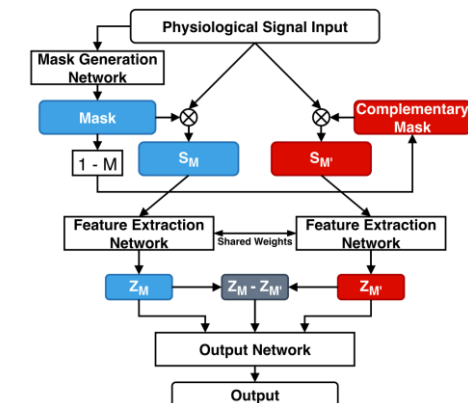 Physiological Signal Input
Mask Generation
Network
Mask
Complementary
Mask
1 - M
S_M
S_M'
Feature Extraction
Network
Shared Weights
Feature Extraction
Network
Z_M
Z_M - Z_M'
Z_M'
Output Network
Output